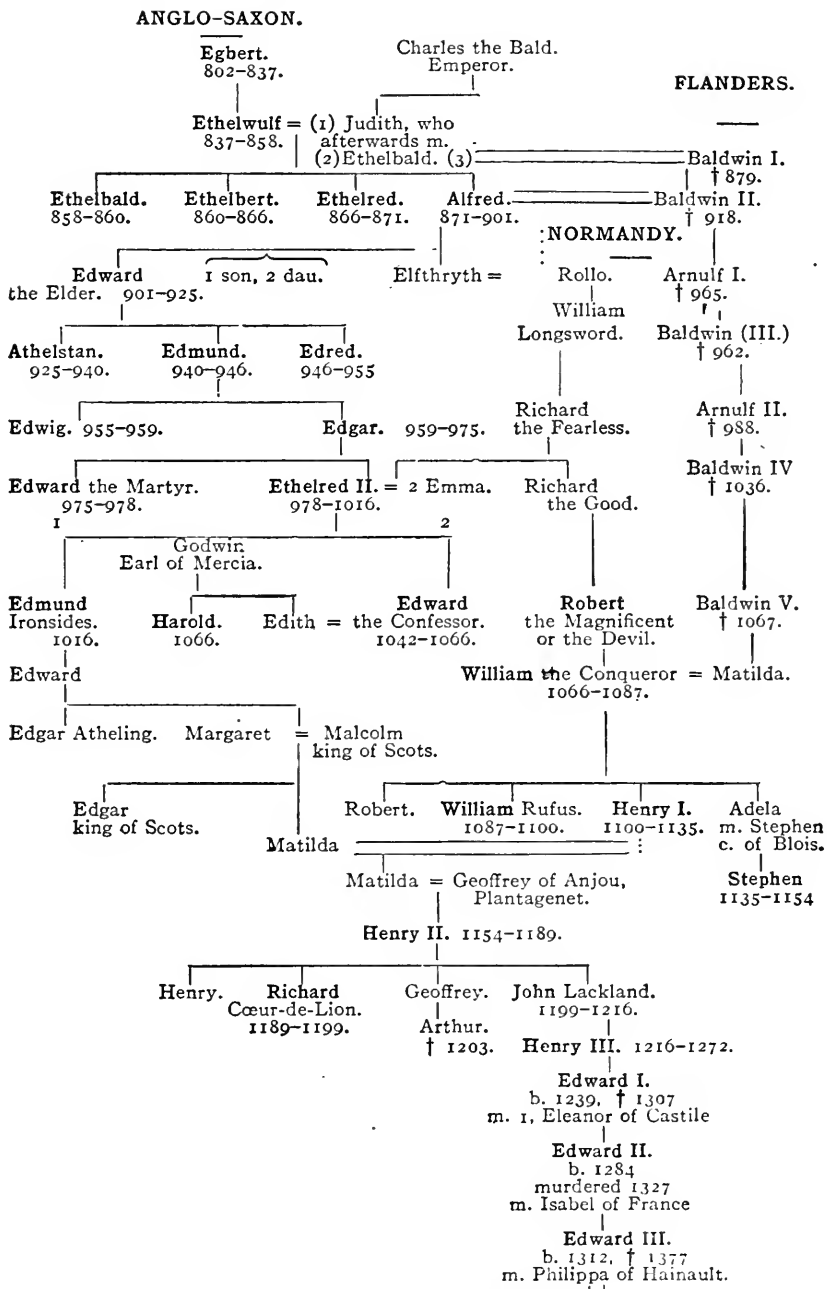 ANGLO-SAXON.
Egbert.
802–837.
Charles the Bald.
Emperor.
FLANDERS.
Ethelwulf = (1) Judith, who
837–858. afterwards m.
(2) Ethelbald. (3) Baldwin I.
† 879.
Ethelbald. Ethelbert. Ethelred. Alfred. Baldwin II.
858–860. 860–866. 866–871. 871–901. † 918.
NORMANDY.
Edward 1 son, 2 dau. Elfthryth = Rollo. Arnulf I.
the Elder. 901–925. † 965.
William
Longsword. Baldwin (III.)
Athelstan. Edmund. Edred. † 962.
925–940. 940–946. 946–955
Richard Arnulf II.
Edwig. 955–959. Edgar. 959–975. the Fearless. † 988.
Baldwin IV
Edward the Martyr. Ethelred II. = 2 Emma. Richard † 1036.
975–978. 978–1016. the Good.
1 2
Godwin
Earl of Mercia.
Edmund Edward Robert Baldwin V.
Ironsides. Harold. Edith = the Confessor. the Magnificent † 1067.
1016. 1066. 1042–1066. or the Devil.
Edward William the Conqueror = Matilda.
1066–1087.
Edgar Atheling. Margaret = Malcolm
king of Scots.
Edgar Robert. William Rufus. Henry I. Adela
king of Scots. 1087–1100. 1100–1135. m. Stephen
Matilda c. of Blois.
Matilda = Geoffrey of Anjou, Stephen
Plantagenet. 1135–1154
Henry II. 1154–1189.
Henry. Richard Geoffrey. John Lackland.
Cœur-de-Lion. 1199–1216.
1189–1199. Arthur.
† 1203. Henry III. 1216–1272.
Edward I.
b. 1239, † 1307
m. 1, Eleanor of Castile
Edward II.
b. 1284
murdered 1327
m. Isabel of France
Edward III.
b. 1312, † 1377
m. Philippa of Hainault.